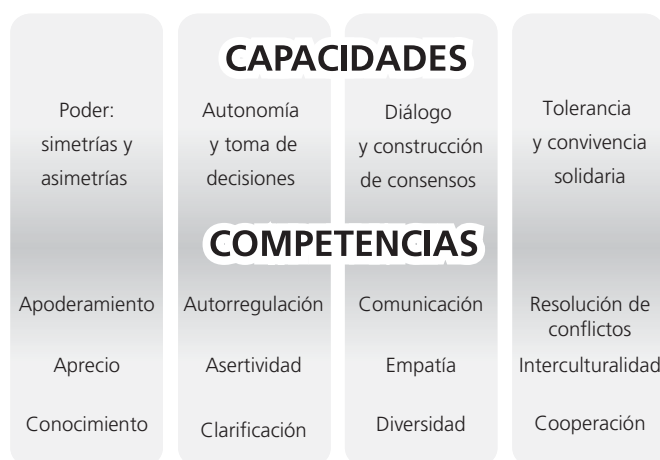 CAPACIDADES
Poder:
simetrías y
asimetrías
Autonomía
y toma de
decisiones
Diálogo
y construcción
de consensos
Tolerancia
y convivencia
solidaria
COMPETENCIAS
Apoderamiento
Autorregulación
Comunicación
Resolución de
conflictos
Aprecio
Asertividad
Empatía
Interculturalidad
Conocimiento
Clarificación
Diversidad
Cooperación